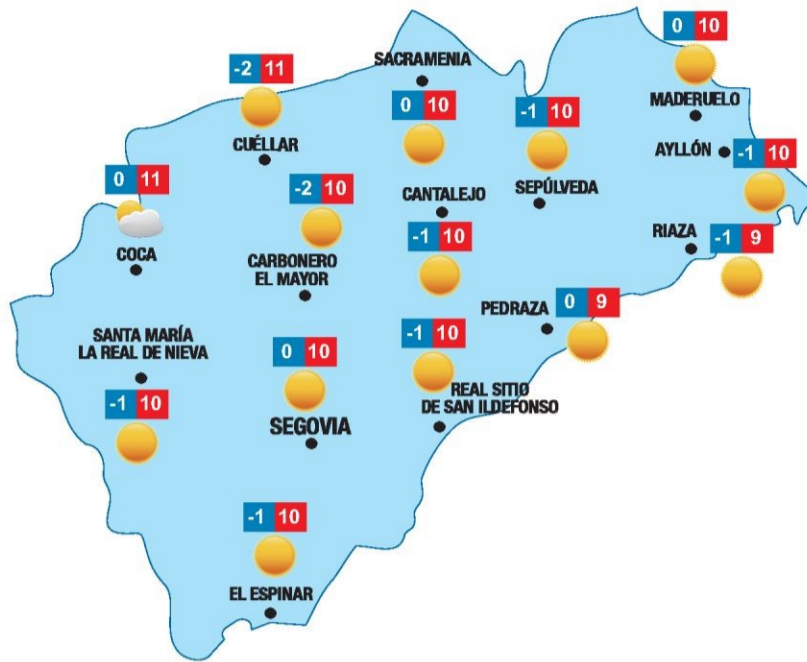 0 10
MADERUELO
-2 11
CUÉLLAR
SACRAMENIA
0 10
-1 10
SEPÚLVEDA
AYLLÓN
-1 10
0 11
COCA
-2 10
CARBONERO
EL MAYOR
CANTALEJO
-1 10
RIAZA
-1 9
PEDRAZA
0 9
SANTA MARÍA
LA REAL DE NIEVA
-1 10
0 10
SEGOVIA
-1 10
REAL SITIO
DE SAN ILDEFONSO
-1 10
EL ESPINAR